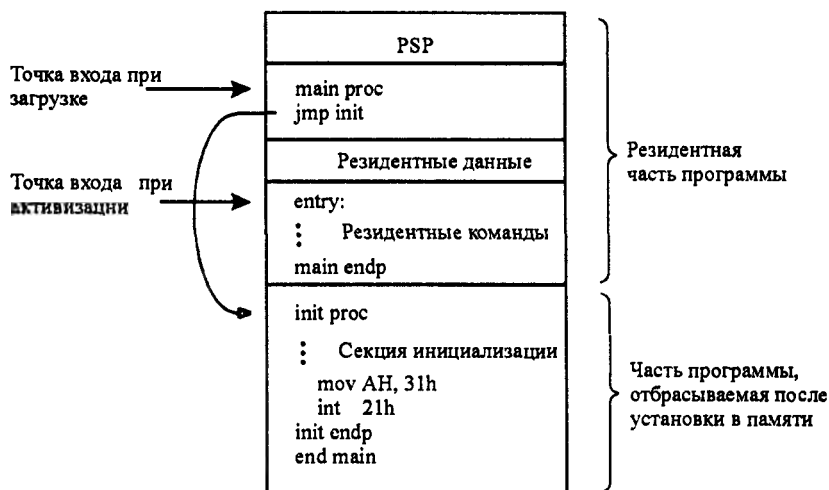 PSP
Точка входа при
загрузке
main proc
jmp init
Резидентные данные
Резидентная
часть программы
Точка входа при
активизации
entry:
Резидентные команды
main endp
init proc
Секция инициализации
mov AH, 31h
int 21h
init endp
end main
Часть программы,
отбрасываемая после
установки в памяти